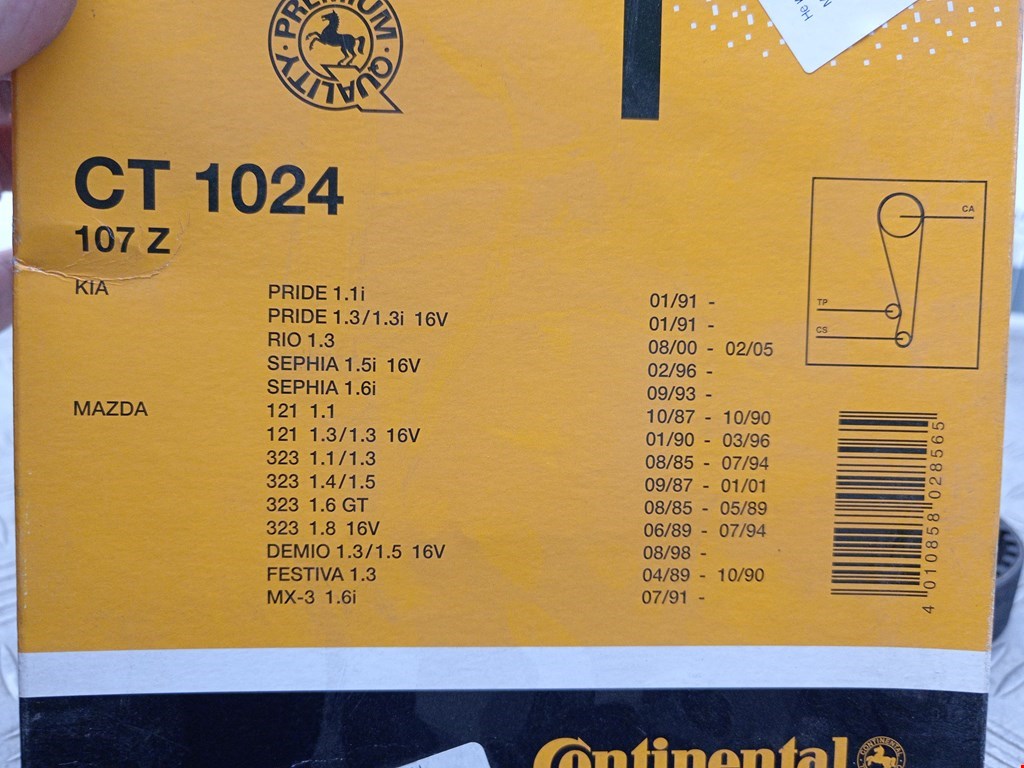 PREMIUM · QUALITY ·
CT 1024
107 Z
KIA PRIDE 1.1i 01/91 -
PRIDE 1.3/1.3i 16V 01/91 -
RIO 1.3 08/00 - 02/05
SEPHIA 1.5i 16V 02/96 -
SEPHIA 1.6i 09/93 -
MAZDA 121 1.1 10/87 - 10/90
121 1.3/1.3 16V 01/90 - 03/96
323 1.1/1.3 08/85 - 07/94
323 1.4/1.5 09/87 - 01/01
323 1.6 GT 08/85 - 05/89
323 1.8 16V 06/89 - 07/94
DEMIO 1.3/1.5 16V 08/98 -
FESTIVA 1.3 04/89 - 10/90
MX-3 1.6i 07/91 -
CA
TP
CS
4 010858 028565
Continental
CONTINENTAL